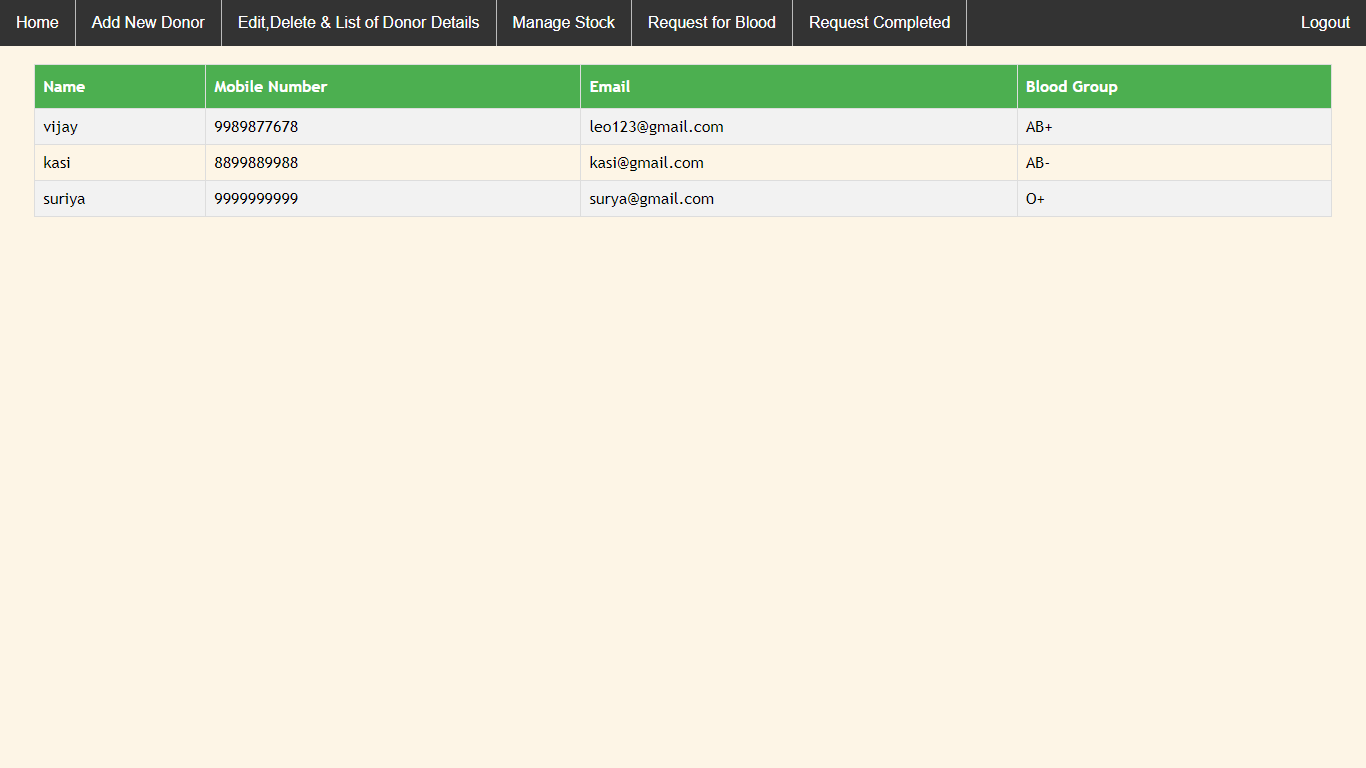 Home Add New Donor Edit,Delete & List of Donor Details Manage Stock Request for Blood Request Completed Logout
Name Mobile Number Email Blood Group
vijay 9989877678 leo123@gmail.com AB+
kasi 8899889988 kasi@gmail.com AB-
suriya 9999999999 surya@gmail.com O+